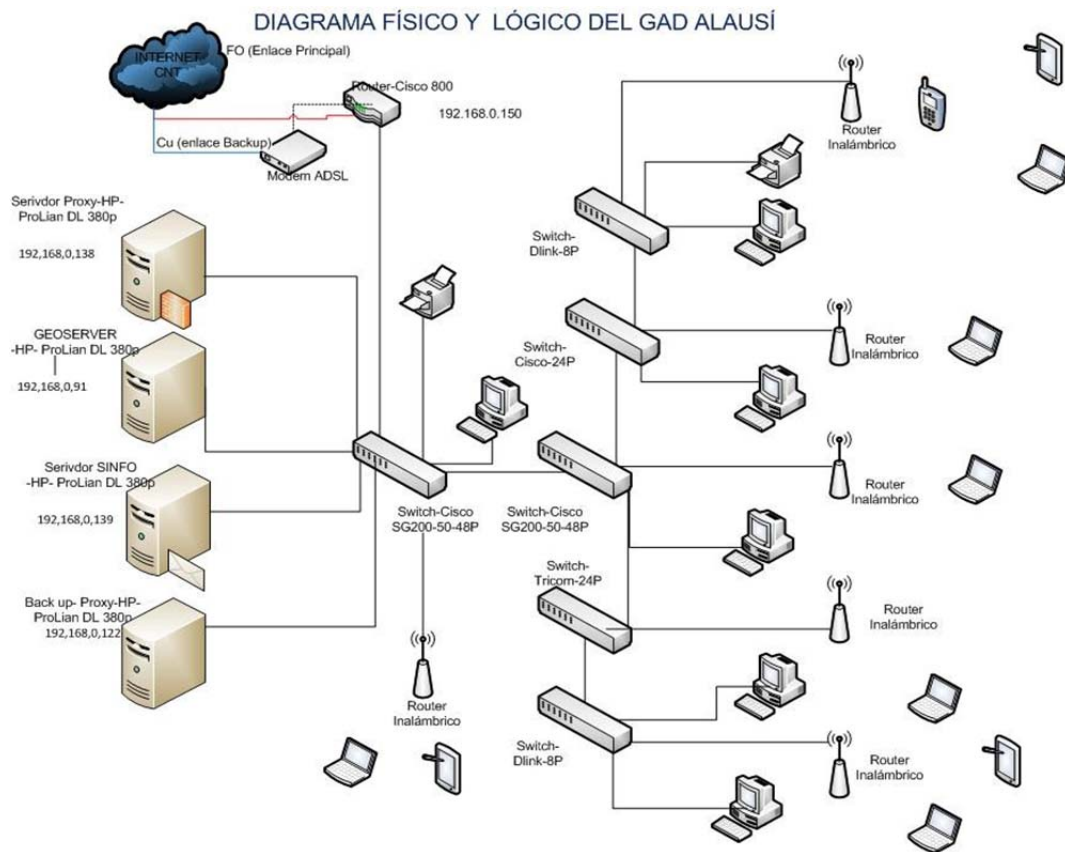 DIAGRAMA FÍSICO Y LÓGICO DEL GAD ALAUSÍ
INTERNET-
CNT
FO (Enlace Principal)
Router-Cisco 800
192.168.0.150
Cu (enlace Backup)
Modem ADSL
Serivdor Proxy-HP-
ProLian DL 380p
192,168,0,138
GEOSERVER
-HP- ProLian DL 380p
192,168,0,91
Serivdor SINFO
-HP- ProLian DL 380p
192,168,0,139
Back up- Proxy-HP-
ProLian DL 380p
192,168,0,122
Switch-Cisco
SG200-50-48P
Router
Inalámbrico
Switch-Cisco
SG200-50-48P
Switch-
Dlink-8P
Switch-
Cisco-24P
Switch-
Tricom-24P
Switch-
Dlink-8P
Router
Inalámbrico
Router
Inalámbrico
Router
Inalámbrico
Router
Inalámbrico
Router
Inalámbrico